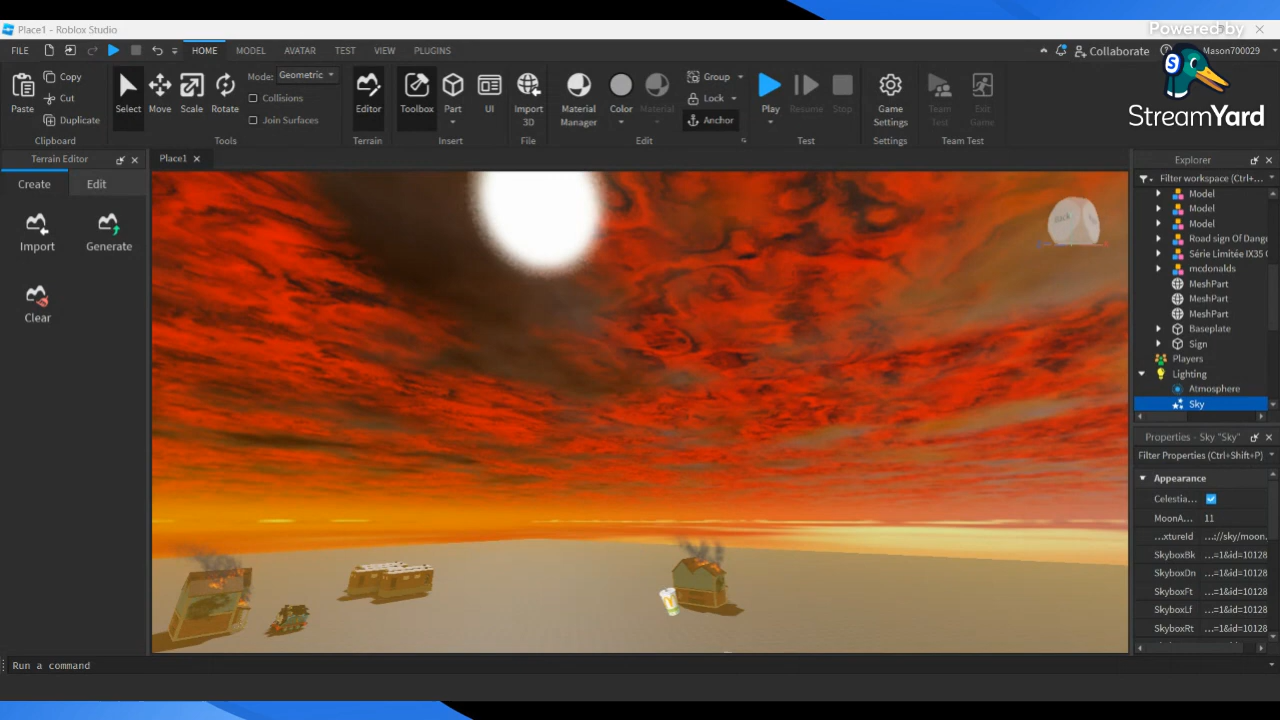 Place1 - Roblox Studio
Powered by
FILE HOME MODEL AVATAR TEST VIEW PLUGINS
Collaborate Mason700029
StreamYard
Paste Copy Cut Duplicate
Clipboard
Select Move Scale Rotate
Mode: Geometric
Collisions
Join Surfaces
Tools
Editor
Terrain
Toolbox Part UI
Insert
Import 3D
File
Material Manager Color Material
Group
Lock
Anchor
Edit
Play Resume Stop
Test
Game Settings
Settings
Team Test Exit Game
Team Test
Terrain Editor
Create Edit
Import Generate
Clear
Place1
BACK
Explorer
Filter workspace (Ctrl+...
Model
Model
Model
Road sign Of Dang
Série Limitée IX35
mcdonalds
MeshPart
MeshPart
MeshPart
Baseplate
Sign
Players
Lighting
Atmosphere
Sky
Properties - Sky "Sky"
Filter Properties (Ctrl+Shift+P)
Appearance
Celestia...
MoonA... 11
...xtureId ...://sky/moon.
SkyboxBk ...=1&id=10128
SkyboxDn ...=1&id=10128
SkyboxFt ...=1&id=10128
SkyboxLf ...=1&id=10128
SkyboxRt ...=1&id=10128
Run a command